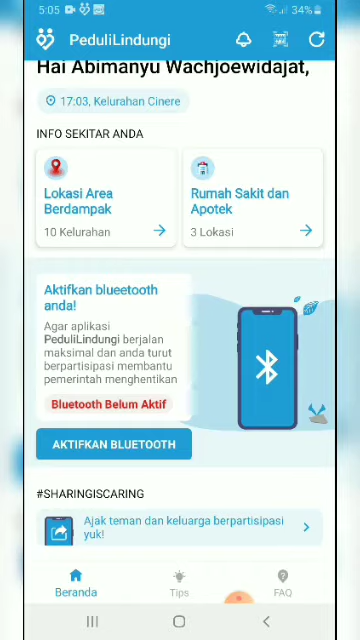 5:05 34%
PeduliLindungi
Hai Abimanyu Wachjoewidajat,
17:03, Kelurahan Cinere
INFO SEKITAR ANDA
Lokasi Area
Berdampak
10 Kelurahan
Rumah Sakit dan
Apotek
3 Lokasi
Aktifkan blueetooth
anda!
Agar aplikasi
PeduliLindungi berjalan
maksimal dan anda turut
berpartisipasi membantu
pemerintah menghentikan
Bluetooth Belum Aktif
AKTIFKAN BLUETOOTH
#SHARINGISCARING
Ajak teman dan keluarga berpartisipasi
yuk!
Beranda
Tips
FAQ